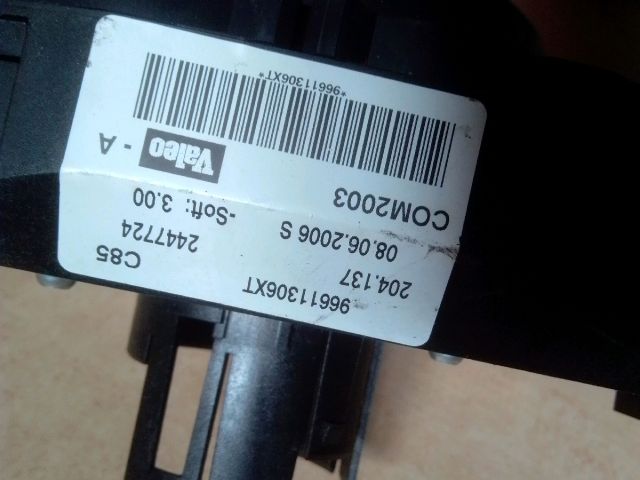 96611306XT C85
204.137 2447724
08.06.2006 S -Soft: 3.00
COM2003
Valeo - A
*96611306XT*